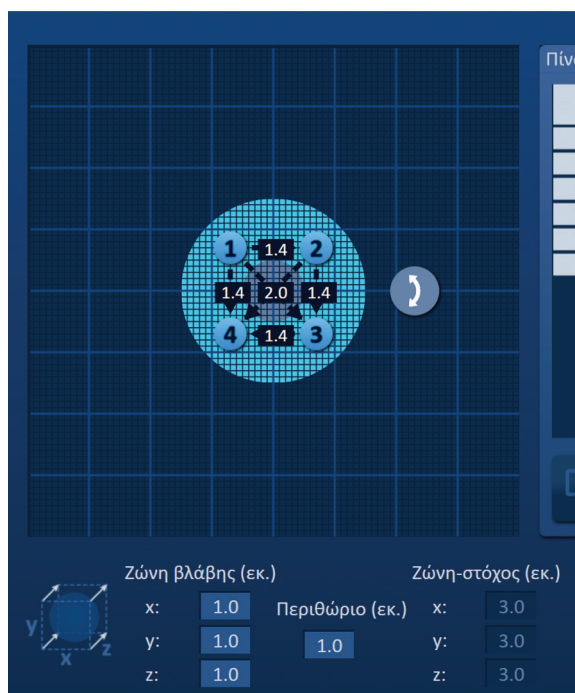 Πίνα
1 1.4 2
1.4 2.0 1.4
4 1.4 3
Ζώνη βλάβης (εκ.) Ζώνη-στόχος (εκ.)
x: 1.0 Περιθώριο (εκ.) x: 3.0
y: 1.0 1.0 y: 3.0
z: 1.0 z: 3.0
y
x
z